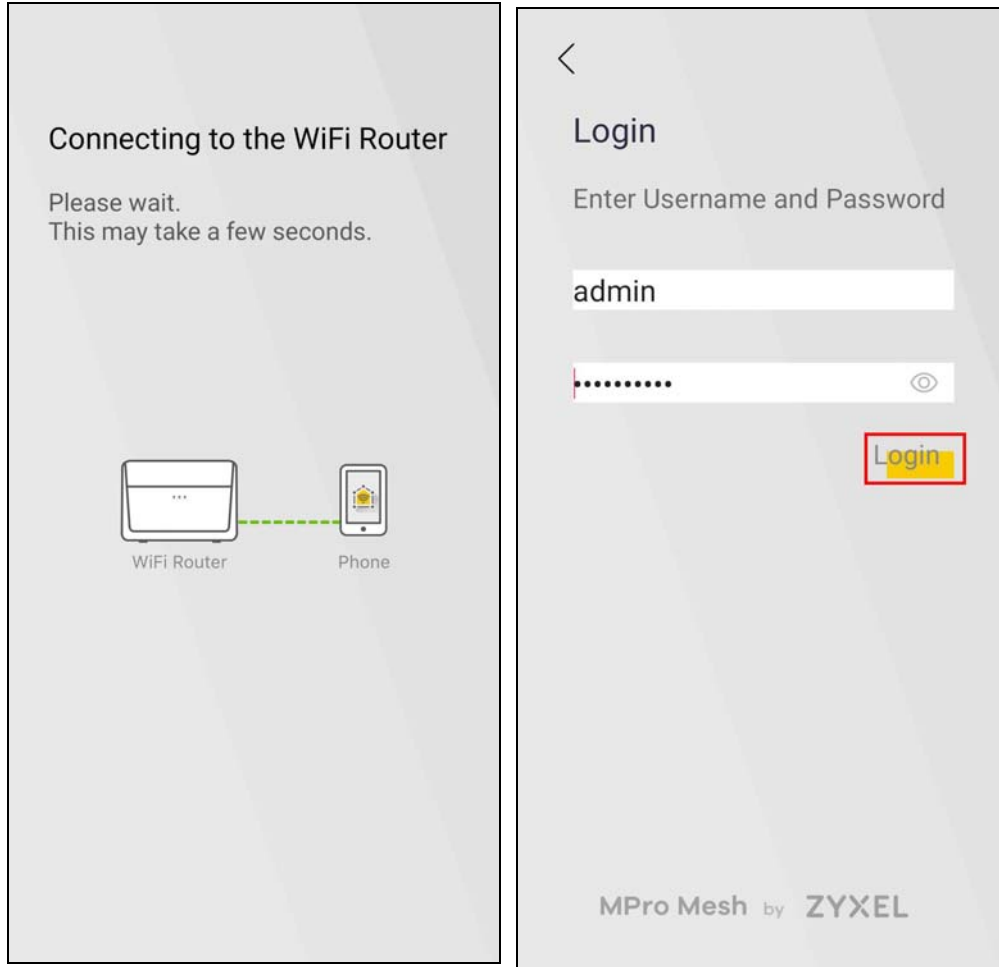 Connecting to the WiFi Router
Please wait.
This may take a few seconds.
WiFi Router
Phone
Login
Enter Username and Password
admin
••••••••••
Login
MPro Mesh by ZYXEL